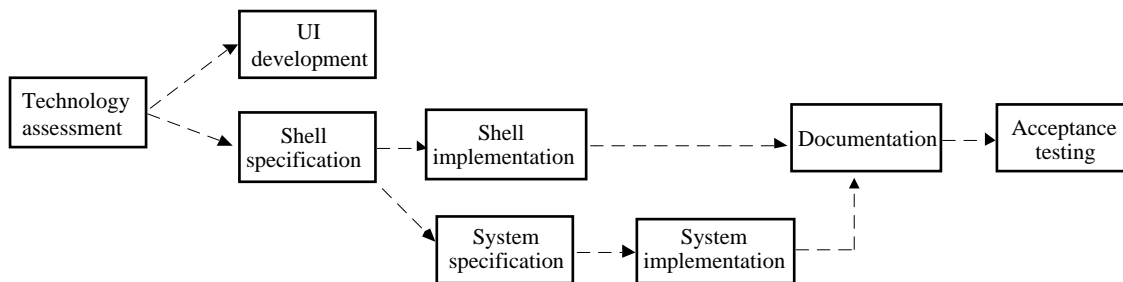 UI
development
Technology
assessment
Shell
specification
Shell
implementation
Documentation
Acceptance
testing
System
specification
System
implementation